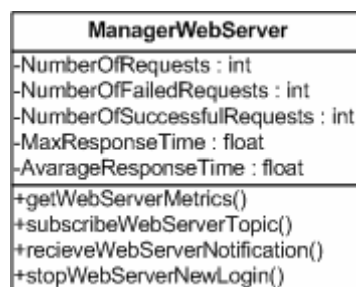 ManagerWebServer
-NumberOfRequests : int
-NumberOfFailedRequests : int
-NumberOfSuccessfulRequests : int
-MaxResponseTime : float
-AvarageResponseTime : float
+getWebServerMetrics()
+subscribeWebServerTopic()
+recieveWebServerNotification()
+stopWebServerNewLogin()